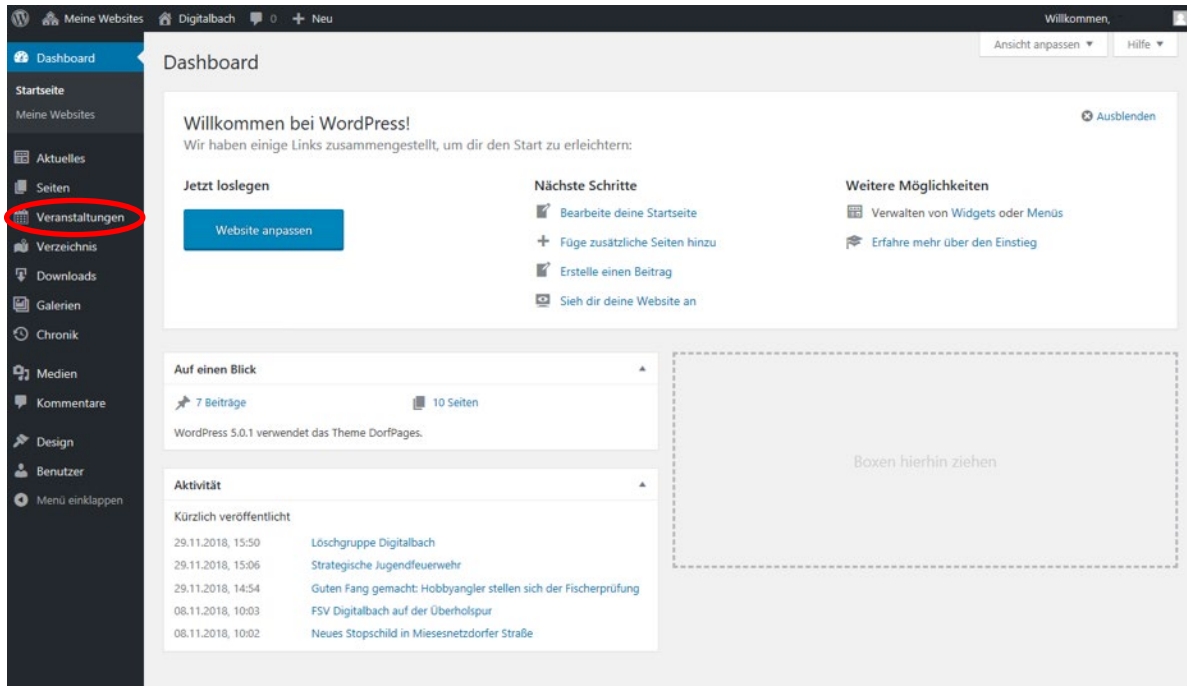 Meine Websites Digitalbach 0 + Neu Willkommen,
Dashboard
Startseite
Meine Websites
Aktuelles
Seiten
Veranstaltungen
Verzeichnis
Downloads
Galerien
Chronik
Medien
Kommentare
Design
Benutzer
Menü einklappen
Ansicht anpassen Hilfe
Dashboard
Willkommen bei WordPress!
Ausblenden
Wir haben einige Links zusammengestellt, um dir den Start zu erleichtern:
Jetzt loslegen
Website anpassen
Nächste Schritte
Bearbeite deine Startseite
Füge zusätzliche Seiten hinzu
Erstelle einen Beitrag
Sieh dir deine Website an
Weitere Möglichkeiten
Verwalten von Widgets oder Menüs
Erfahre mehr über den Einstieg
Auf einen Blick
7 Beiträge 10 Seiten
WordPress 5.0.1 verwendet das Theme DorfPages.
Aktivität
Kürzlich veröffentlicht
29.11.2018, 15:50 Löschgruppe Digitalbach
29.11.2018, 15:06 Strategische Jugendfeuerwehr
29.11.2018, 14:54 Guten Fang gemacht: Hobbyangler stellen sich der Fischerprüfung
08.11.2018, 10:03 FSV Digitalbach auf der Überholspur
08.11.2018, 10:02 Neues Stopschild in Miesesnetzdorfer Straße
Boxen hierhin ziehen